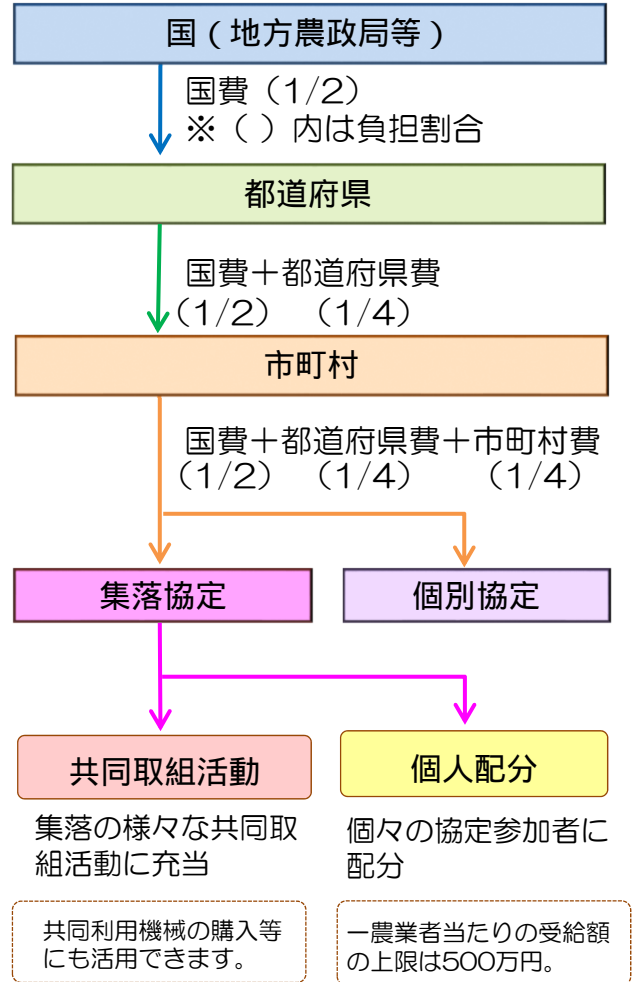 国（地方農政局等）
国費（1/2）
※（ ）内は負担割合
都道府県
国費＋都道府県費
（1/2）（1/4）
市町村
国費＋都道府県費＋市町村費
（1/2）（1/4）（1/4）
集落協定
個別協定
共同取組活動
個人配分
集落の様々な共同取
組活動に充当
個々の協定参加者に
配分
共同利用機械の購入等
にも活用できます。
一農業者当たりの受給額
の上限は500万円。